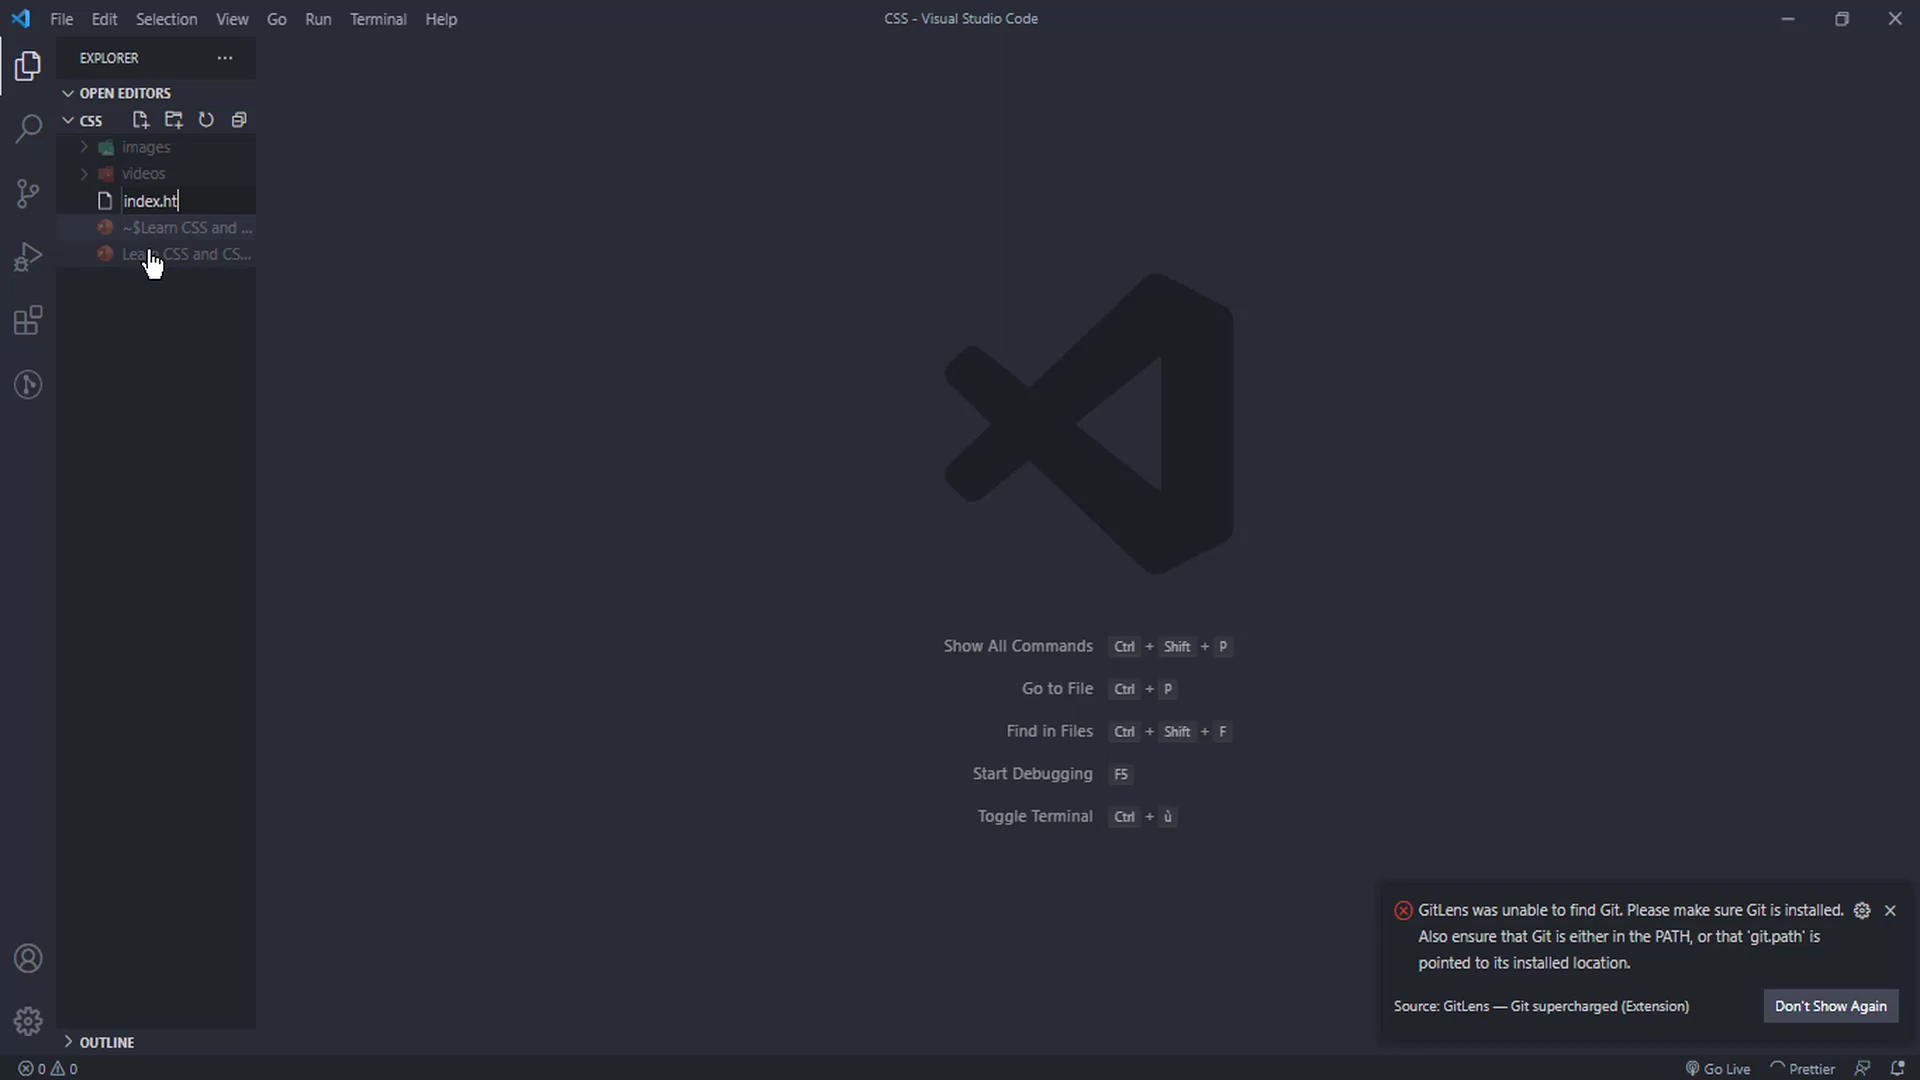 File Edit Selection View Go Run Terminal Help
CSS - Visual Studio Code
EXPLORER
OPEN EDITORS
CSS
images
videos
index.ht
~$Learn CSS and ...
Learn CSS and CS...
Show All Commands Ctrl + Shift + P
Go to File Ctrl + P
Find in Files Ctrl + Shift + F
Start Debugging F5
Toggle Terminal Ctrl + ù
GitLens was unable to find Git. Please make sure Git is installed.
Also ensure that Git is either in the PATH, or that 'git.path' is
pointed to its installed location.
Source: GitLens — Git supercharged (Extension)
Don't Show Again
OUTLINE
0 0
Go Live Prettier